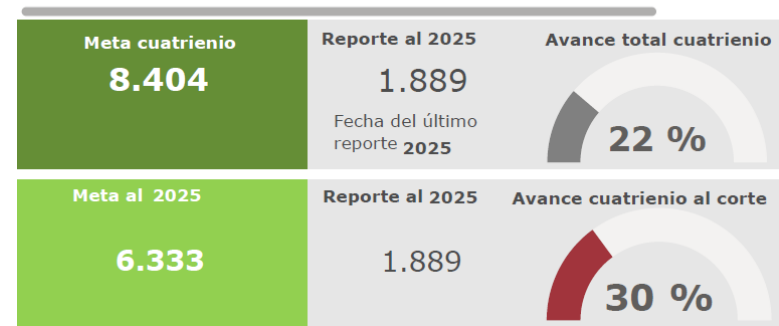 Meta cuatrienio
8.404
Reporte al 2025
1.889
Fecha del último
reporte 2025
Avance total cuatrienio
22 %
Meta al 2025
6.333
Reporte al 2025
1.889
Avance cuatrienio al corte
30 %